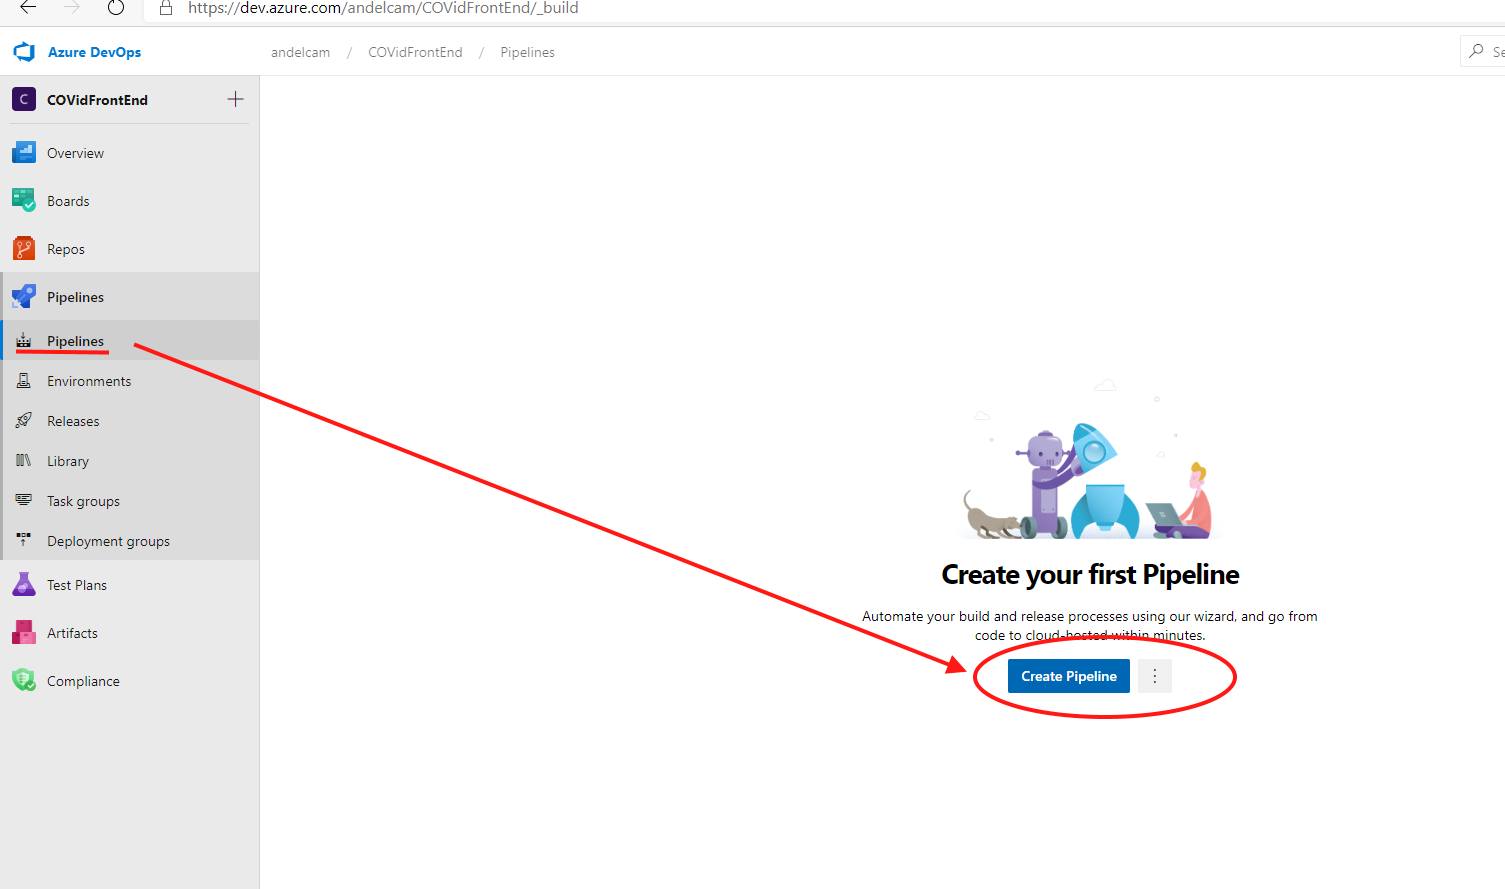 https://dev.azure.com/andelcam/COVidFrontEnd/_build
Azure DevOps
andelcam / COVidFrontEnd / Pipelines
Se
C COVidFrontEnd
Overview
Boards
Repos
Pipelines
Pipelines
Environments
Releases
Library
Task groups
Deployment groups
Test Plans
Artifacts
Compliance
Create your first Pipeline
Automate your build and release processes using our wizard, and go from
code to cloud-hosted within minutes.
Create Pipeline